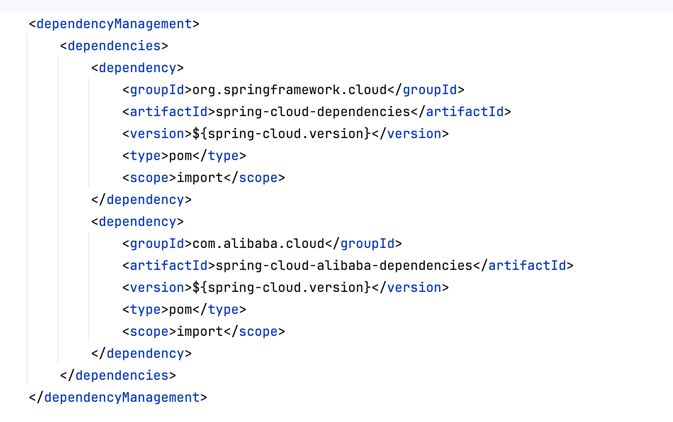 <dependencyManagement>
<dependencies>
<dependency>
<groupId>org.springframework.cloud</groupId>
<artifactId>spring-cloud-dependencies</artifactId>
<version>${spring-cloud.version}</version>
<type>pom</type>
<scope>import</scope>
</dependency>
<dependency>
<groupId>com.alibaba.cloud</groupId>
<artifactId>spring-cloud-alibaba-dependencies</artifactId>
<version>${spring-cloud.version}</version>
<type>pom</type>
<scope>import</scope>
</dependency>
</dependencies>
</dependencyManagement>